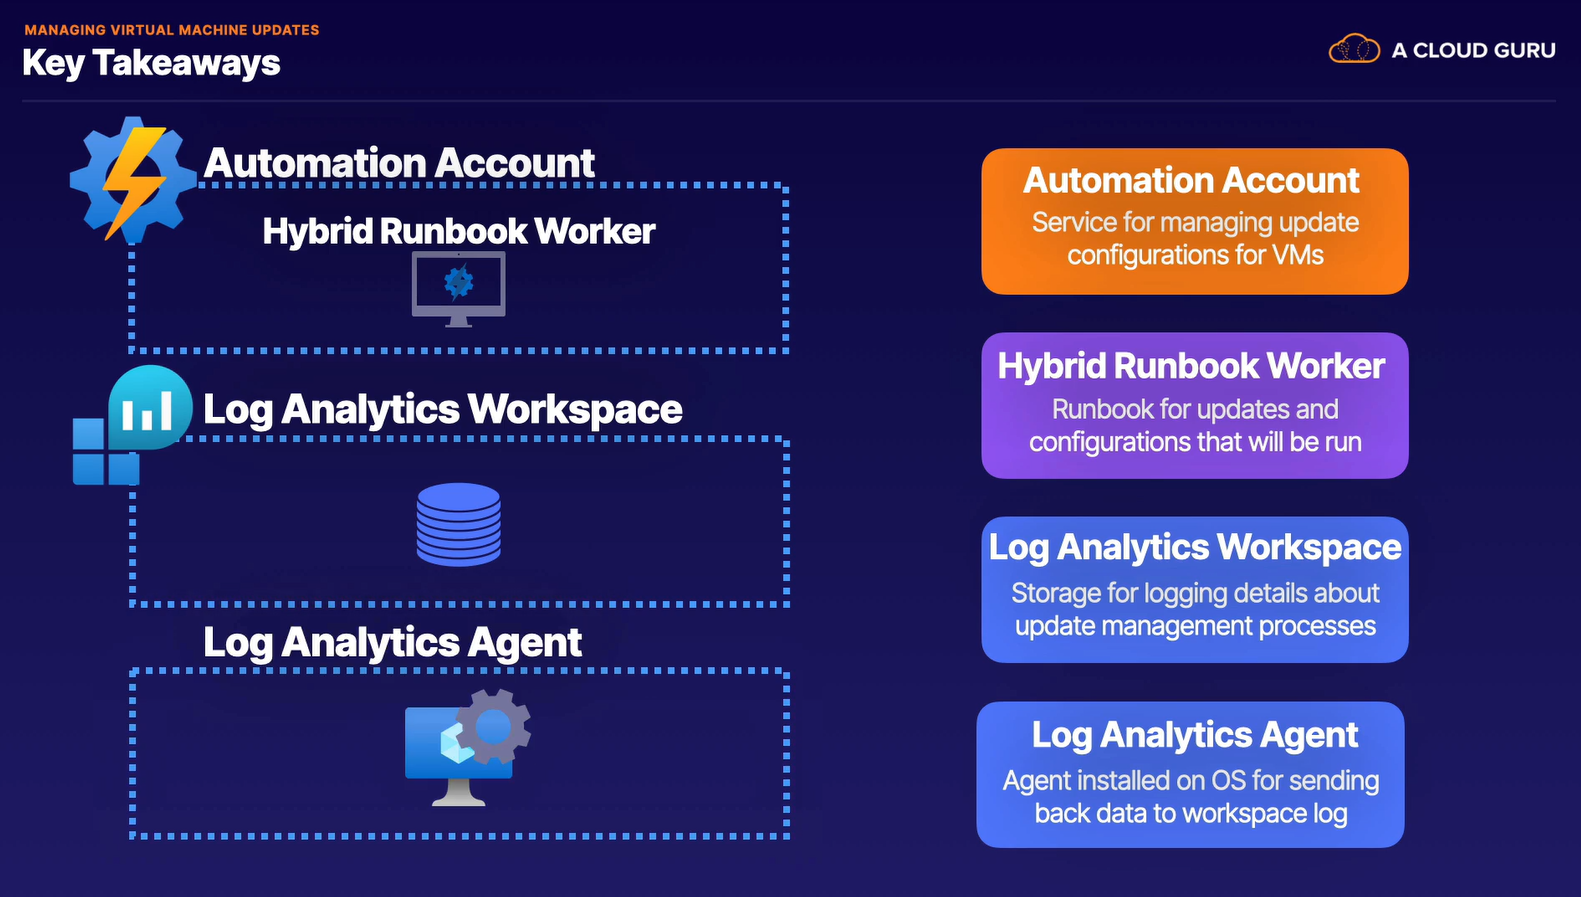 MANAGING VIRTUAL MACHINE UPDATES
Key Takeaways
A CLOUD GURU
Automation Account
Hybrid Runbook Worker
Log Analytics Workspace
Log Analytics Agent
Automation Account
Service for managing update
configurations for VMs
Hybrid Runbook Worker
Runbook for updates and
configurations that will be run
Log Analytics Workspace
Storage for logging details about
update management processes
Log Analytics Agent
Agent installed on OS for sending
back data to workspace log